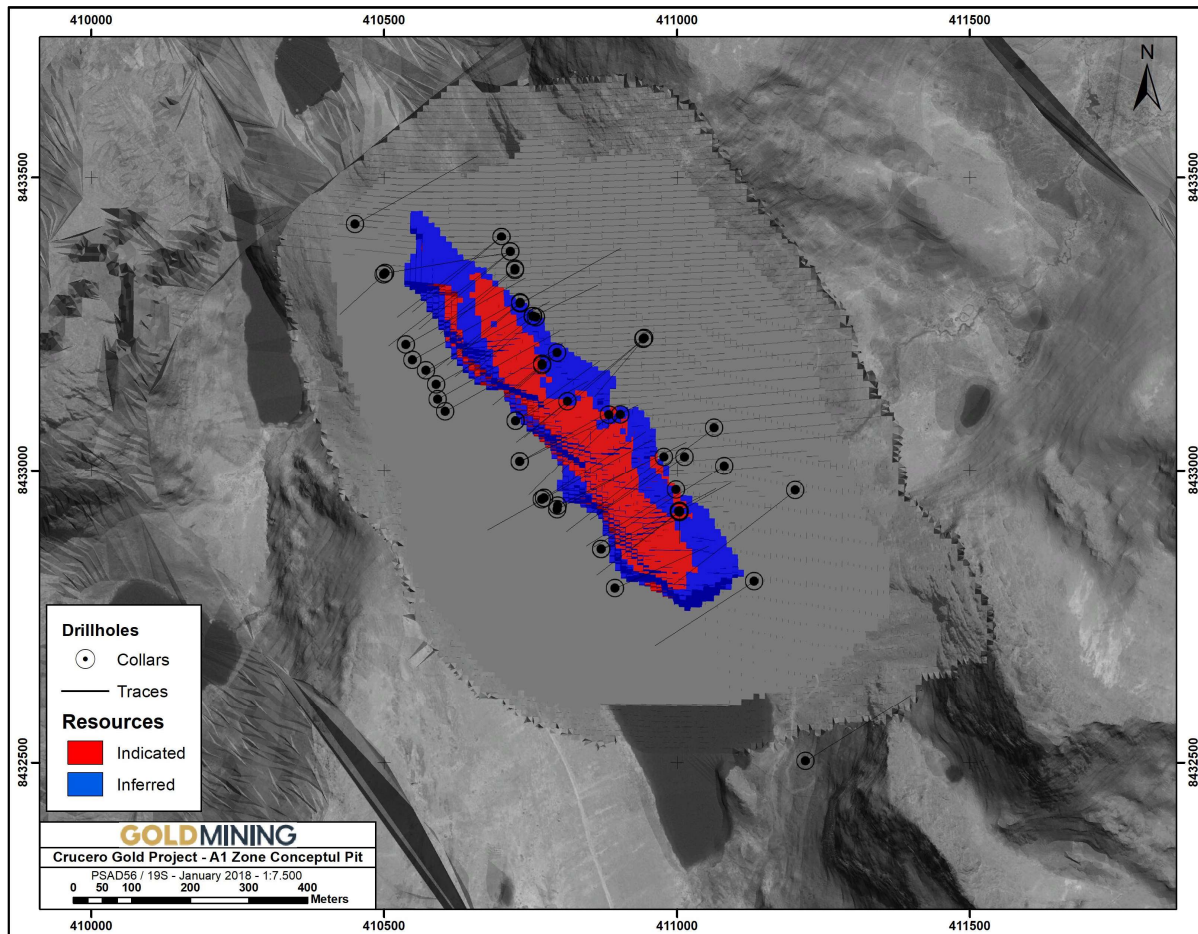 410000 410500 411000 411500
N
8433500 8433500
8433000 8433000
8432500 8432500
Drillholes
Collars
Traces
Resources
Indicated
Inferred
GOLDMINING
Crucero Gold Project - A1 Zone Conceptul Pit
PSAD56 / 19S - January 2018 - 1:7.500
0 50 100 200 300 400
Meters
410000 410500 411000 411500